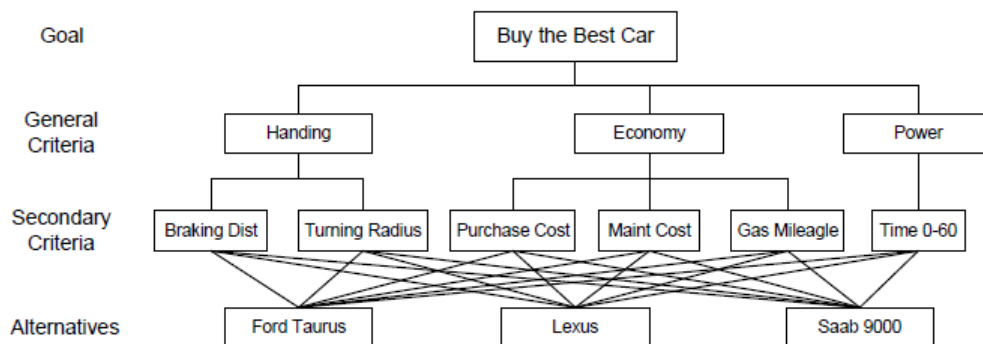 Goal
Buy the Best Car
General
Criteria
Handing
Economy
Power
Secondary
Criteria
Braking Dist
Turning Radius
Purchase Cost
Maint Cost
Gas Mileagle
Time 0-60
Alternatives
Ford Taurus
Lexus
Saab 9000